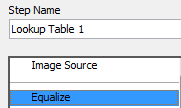 Step Name
Lookup Table 1
Image Source
Equalize